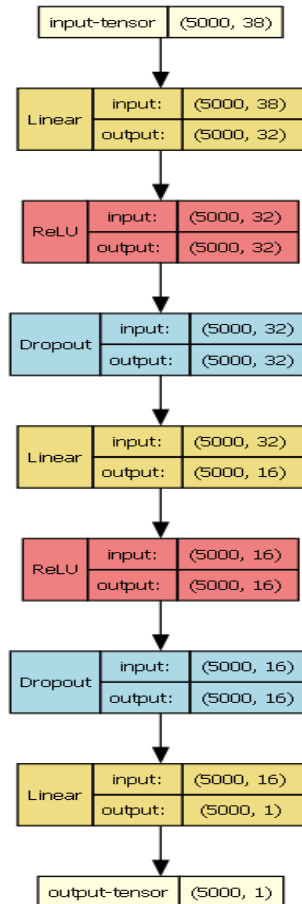 input-tensor (5000, 38)
Linear input: (5000, 38)
output: (5000, 32)
ReLU input: (5000, 32)
output: (5000, 32)
Dropout input: (5000, 32)
output: (5000, 32)
Linear input: (5000, 32)
output: (5000, 16)
ReLU input: (5000, 16)
output: (5000, 16)
Dropout input: (5000, 16)
output: (5000, 16)
Linear input: (5000, 16)
output: (5000, 1)
output-tensor (5000, 1)